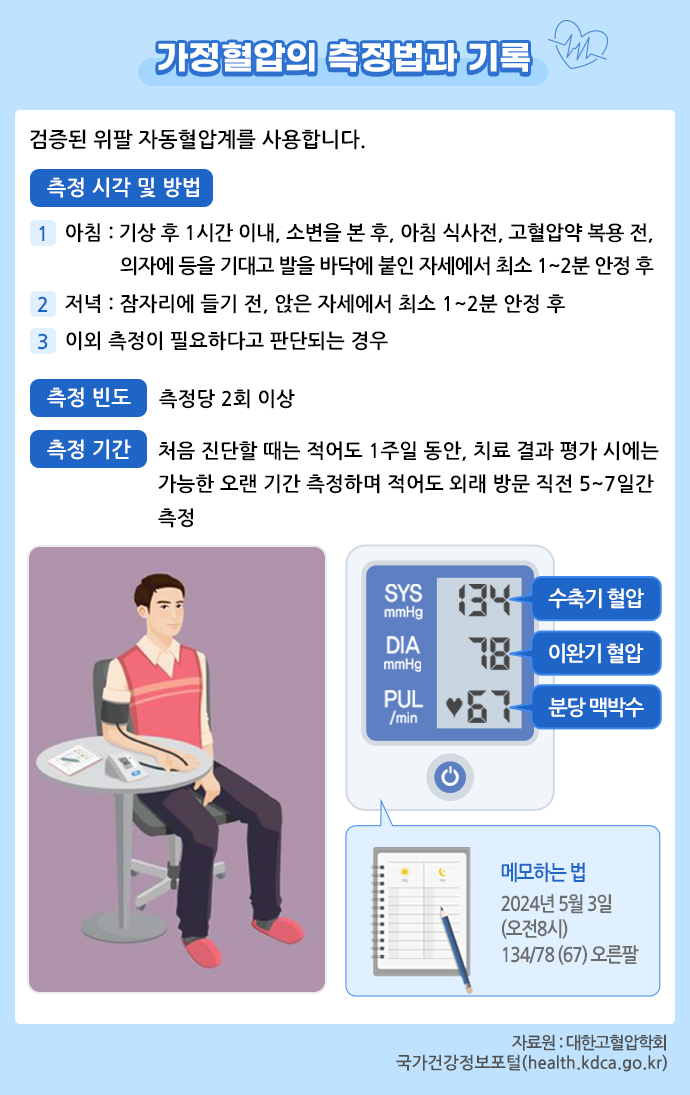 가정혈압의 측정법과 기록
검증된 위팔 자동혈압계를 사용합니다.
측정 시각 및 방법
1 아침 : 기상 후 1시간 이내, 소변을 본 후, 아침 식사전, 고혈압약 복용 전,
의자에 등을 기대고 발을 바닥에 붙인 자세에서 최소 1~2분 안정 후
2 저녁 : 잠자리에 들기 전, 앉은 자세에서 최소 1~2분 안정 후
3 이외 측정이 필요하다고 판단되는 경우
측정 빈도 측정당 2회 이상
측정 기간 처음 진단할 때는 적어도 1주일 동안, 치료 결과 평가 시에는
가능한 오랜 기간 측정하며 적어도 외래 방문 직전 5~7일간
측정
SYS mmHg 134 수축기 혈압
DIA mmHg 78 이완기 혈압
PUL /min ♥67 분당 맥박수
메모하는 법
2024년 5월 3일
(오전8시)
134/78 (67) 오른팔
자료원 : 대한고혈압학회
국가건강정보포털(health.kdca.go.kr)